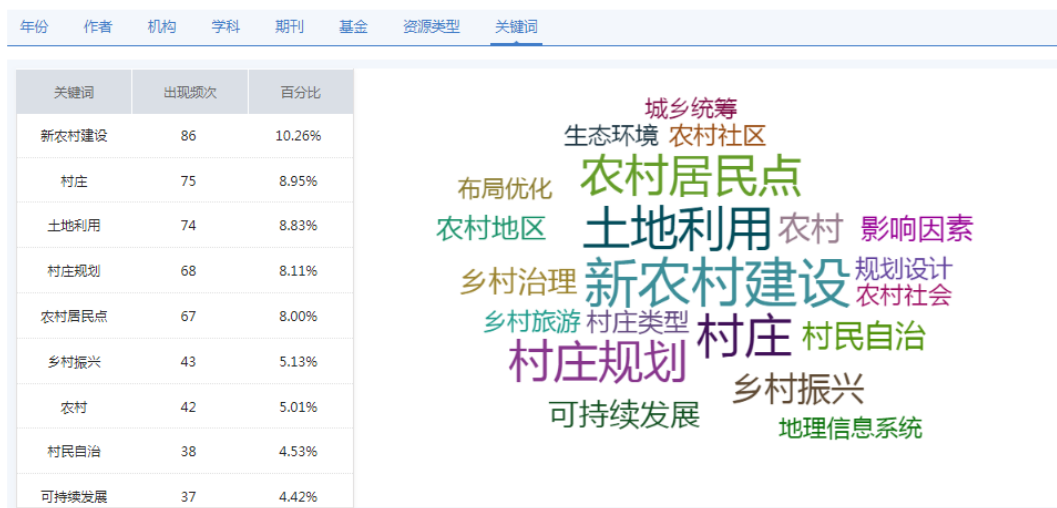 年份 作者 机构 学科 期刊 基金 资源类型 关键词
关键词 出现频次 百分比
新农村建设 86 10.26%
村庄 75 8.95%
土地利用 74 8.83%
村庄规划 68 8.11%
农村居民点 67 8.00%
乡村振兴 43 5.13%
农村 42 5.01%
村民自治 38 4.53%
可持续发展 37 4.42%
城乡统筹
生态环境 农村社区
农村居民点
布局优化
农村地区 土地利用 农村 影响因素
乡村治理 新农村建设 规划设计
农村社会
乡村旅游 村庄类型 村庄 村民自治
村庄规划
乡村振兴
可持续发展
地理信息系统